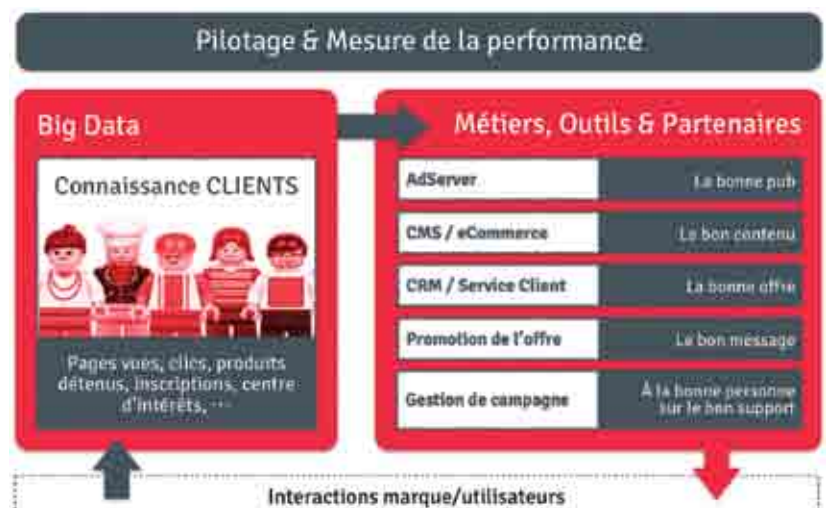 Pilotage & Mesure de la performance
Big Data
Connaissance CLIENTS
Pages vues, clics, produits
détenus, inscriptions, centre
d'intérêts, ...
Métiers, Outils & Partenaires
AdServer
La bonne pub
CMS / eCommerce
Le bon contenu
CRM / Service Client
La bonne offre
Promotion de l'offre
Le bon message
Gestion de campagne
À la bonne personne
sur le bon support
Interactions marque/utilisateurs